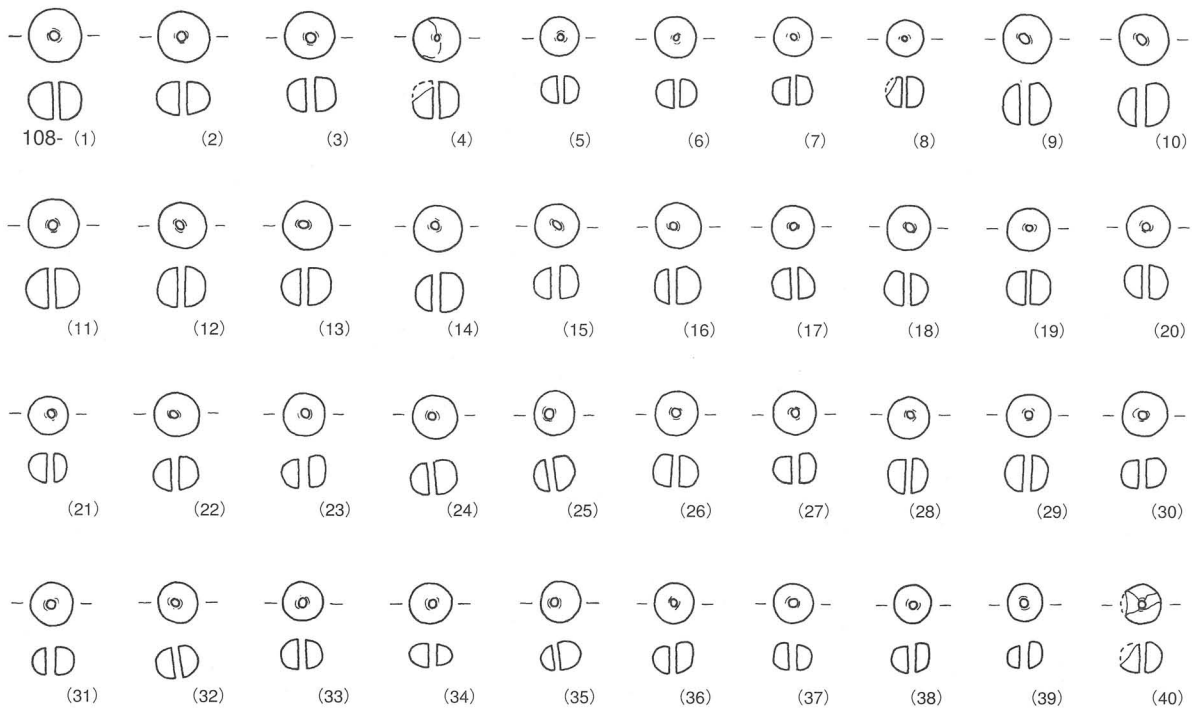 108- (1) (2) (3) (4) (5) (6) (7) (8) (9) (10)
(11) (12) (13) (14) (15) (16) (17) (18) (19) (20)
(21) (22) (23) (24) (25) (26) (27) (28) (29) (30)
(31) (32) (33) (34) (35) (36) (37) (38) (39) (40)